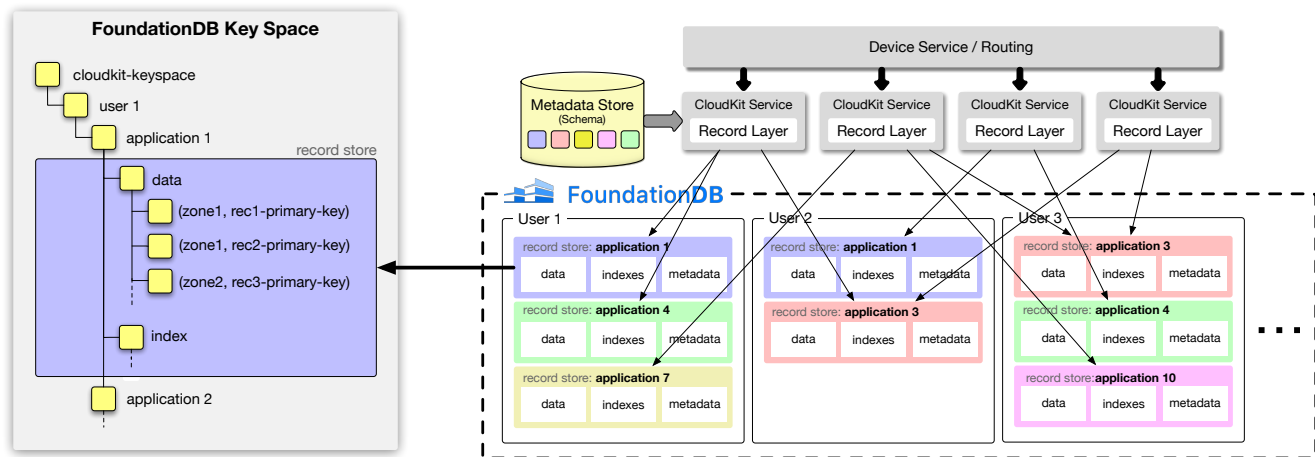 FoundationDB Key Space
cloudkit-keyspace
user 1
application 1
record store
data
(zone1, rec1-primary-key)
(zone1, rec2-primary-key)
(zone2, rec3-primary-key)
index
application 2
Device Service / Routing
Metadata Store
(Schema)
CloudKit Service
Record Layer
CloudKit Service
Record Layer
CloudKit Service
Record Layer
CloudKit Service
Record Layer
FoundationDB
User 1
record store: application 1
data indexes metadata
record store: application 4
data indexes metadata
record store: application 7
data indexes metadata
User 2
record store: application 1
data indexes metadata
record store: application 3
data indexes metadata
User 3
record store: application 3
data indexes metadata
record store: application 4
data indexes metadata
record store:application 10
data indexes metadata
...